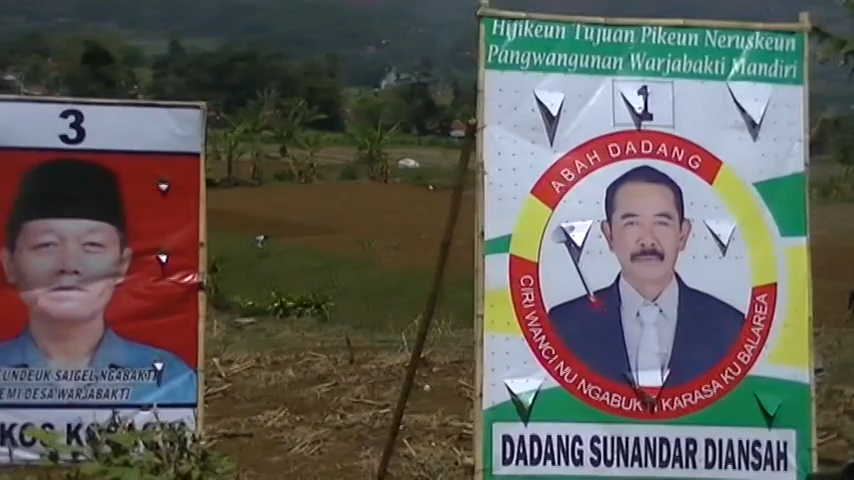 3
UNDEUK SAIGEL NGABAKTI
EMI DESA WARJABAKTI
Hijikeun Tujuan Pikeun Neruskeun
Pangwangunan Warjabakti Mandiri
1
ABAH DADANG
CIRI WANCI NU NGABUKTI KARASA KU BALAREA
DADANG SUNANDAR DIANSAH